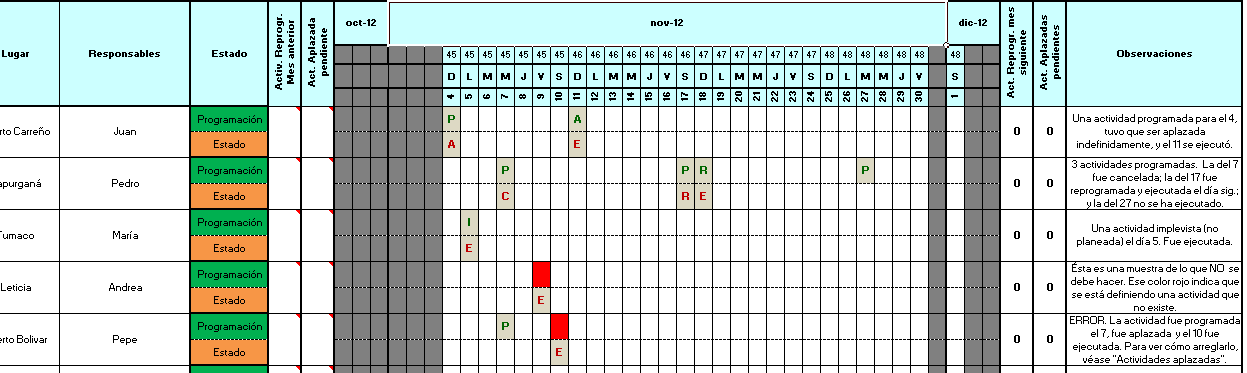 oct-12 nov-12 dic-12
Lugar Responsables Estado
Activ. Reprogr.
Mes anterior
Act. Aplazada
pendiente
45 45 45 45 45 45 45 46 46 46 46 46 46 46 47 47 47 47 47 47 47 48 48 48 48 48 48 48
D L M M J V S D L M M J V S D L M M J V S D L M M J V S
4 5 6 7 8 9 10 11 12 13 14 15 16 17 18 19 20 21 22 23 24 25 26 27 28 29 30 1
Act. Reprogr. mes
siguiente
Act. Aplazadas
pendientes
Observaciones
rto Carreño Juan
Programación P A
Estado A E
0 0
Una actividad programada para el 4,
tuvo que ser aplazada
indefinidamente, y el 11 se ejecutó.
apurganá Pedro
Programación P P R P
Estado C R E
0 0
3 actividades programadas. La del 7
fue cancelada; la del 17 fue
reprogramada y ejecutada el día sig.;
y la del 27 no se ha ejecutado.
Tumaco María
Programación I
Estado E
0 0
Una actividad implevista (no
planeada) el día 5. Fue ejecutada.
Leticia Andrea
Programación
Estado E
0 0
Ésta es una muestra de lo que NO se
debe hacer. Ese color rojo indica que
se está definiendo una actividad que
no existe.
erto Bolivar Pepe
Programación P
Estado E
0 0
ERROR. La actividad fue programada
el 7, fue aplazada y el 10 fue
ejecutada. Para ver cómo arreglarlo,
véase "Actividades aplazadas".